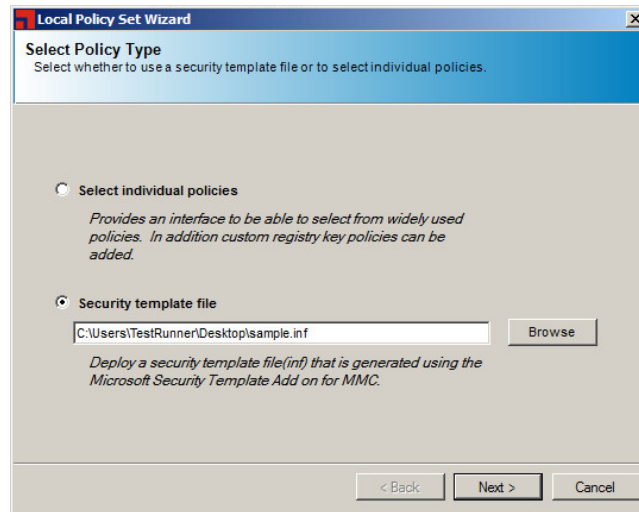 Local Policy Set Wizard
Select Policy Type
Select whether to use a security template file or to select individual policies.
Select individual policies
Provides an interface to be able to select from widely used
policies. In addition custom registry key policies can be
added.
Security template file
C:\Users\TestRunner\Desktop\sample.inf
Browse
Deploy a security template file(inf) that is generated using the
Microsoft Security Template Add on for MMC.
< Back
Next >
Cancel